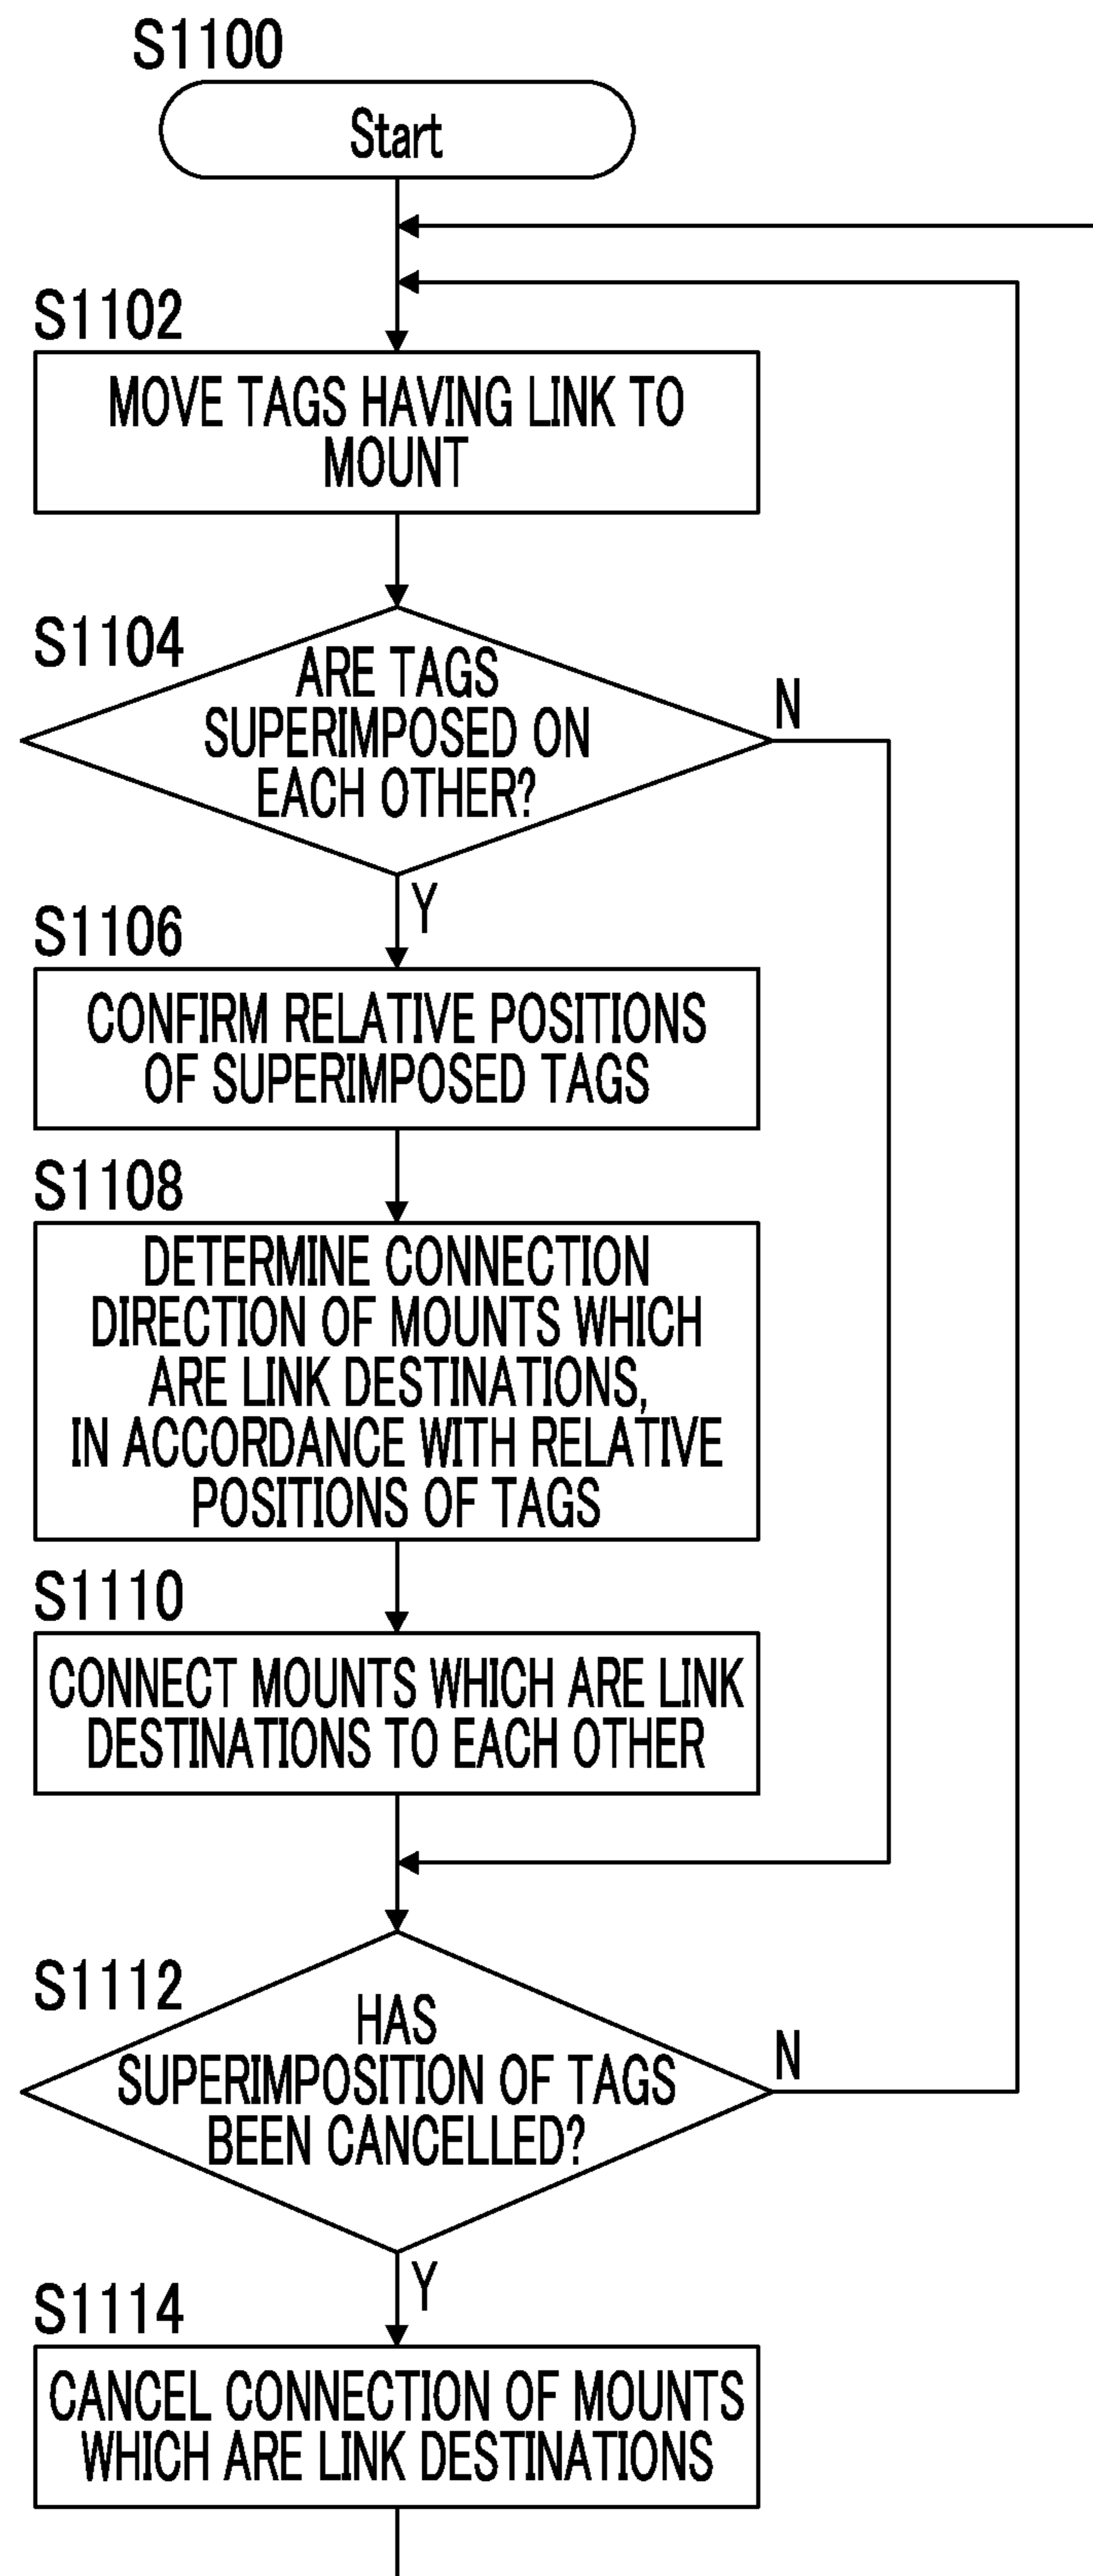 S1100
Start
S1102
MOVE TAGS HAVING LINK TO
MOUNT
S1104
ARE TAGS
SUPERIMPOSED ON
EACH OTHER?
N
Y
S1106
CONFIRM RELATIVE POSITIONS
OF SUPERIMPOSED TAGS
S1108
DETERMINE CONNECTION
DIRECTION OF MOUNTS WHICH
ARE LINK DESTINATIONS,
IN ACCORDANCE WITH RELATIVE
POSITIONS OF TAGS
S1110
CONNECT MOUNTS WHICH ARE LINK
DESTINATIONS TO EACH OTHER
S1112
HAS
SUPERIMPOSITION OF TAGS
BEEN CANCELLED?
N
Y
S1114
CANCEL CONNECTION OF MOUNTS
WHICH ARE LINK DESTINATIONS